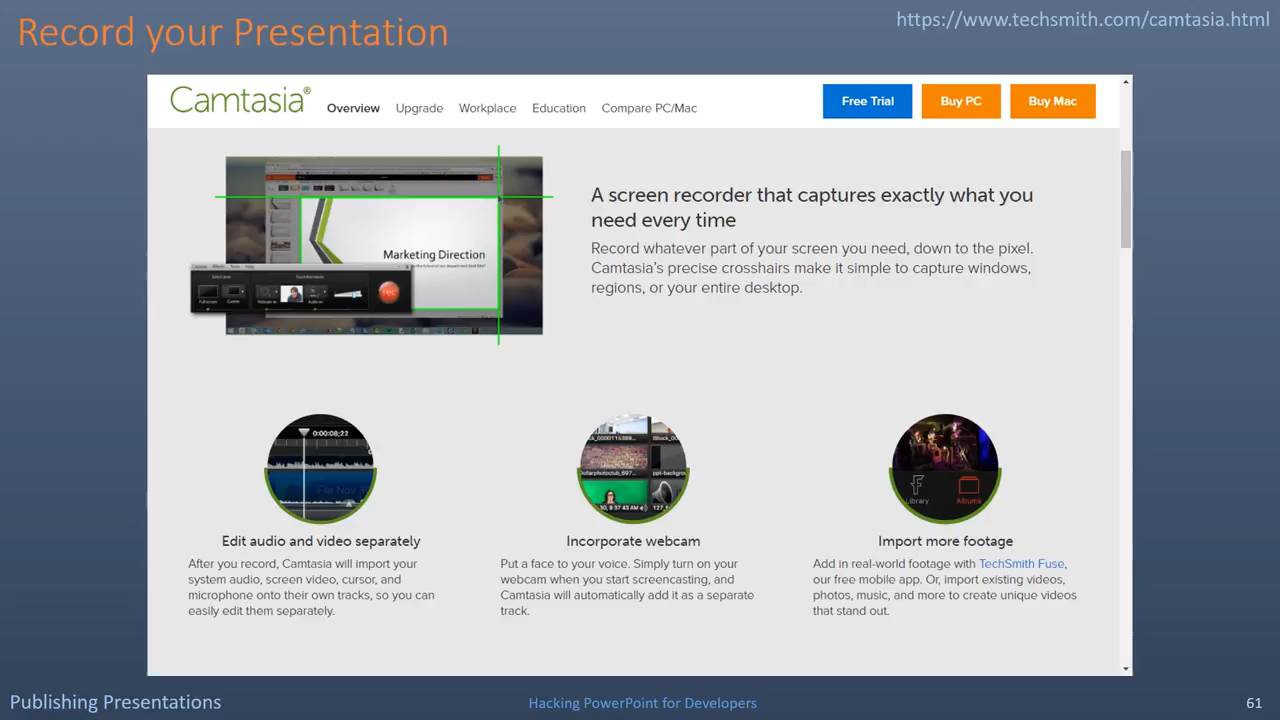 Record your Presentation
https://www.techsmith.com/camtasia.html
Camtasia®
Overview Upgrade Workplace Education Compare PC/Mac
Free Trial Buy PC Buy Mac
Marketing Direction
rec
A screen recorder that captures exactly what you
need every time
Record whatever part of your screen you need, down to the pixel.
Camtasia's precise crosshairs make it simple to capture windows,
regions, or your entire desktop.
0:00:08;22
Library
Albums
Edit audio and video separately
After you record, Camtasia will import your
system audio, screen video, cursor, and
microphone onto their own tracks, so you can
easily edit them separately.
Incorporate webcam
Put a face to your voice. Simply turn on your
webcam when you start screencasting, and
Camtasia will automatically add it as a separate
track.
Import more footage
Add in real-world footage with TechSmith Fuse,
our free mobile app. Or, import existing videos,
photos, music, and more to create unique videos
that stand out.
Publishing Presentations
Hacking PowerPoint for Developers
61